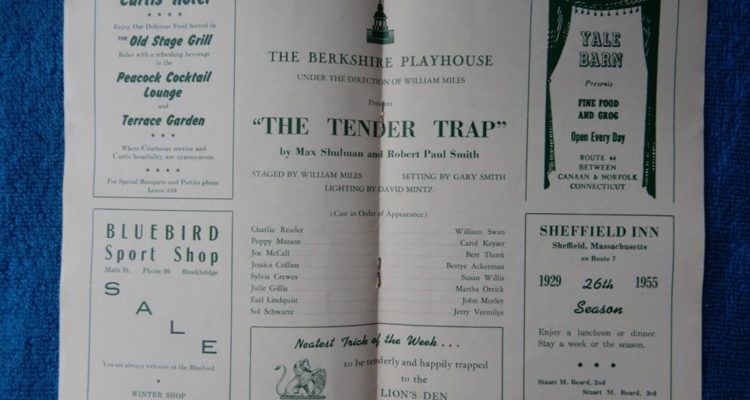 Curtis Hotel
Enjoy Our Delicious Food Served in
THE Old Stage Grill
Relax with a refreshing beverage
in the
Peacock Cocktail
Lounge
and
Terrace Garden
Where Courteous service and
Curtis hospitality are synonymous.
For Special Banquets and Parties phone
Lenox 510
BLUEBIRD
Sport Shop
Main St. Phone 99 Stockbridge
SALE
You are always welcome at the Bluebird.
WINTER SHOP
THE BERKSHIRE PLAYHOUSE
UNDER THE DIRECTION OF WILLIAM MILES
Presents
"THE TENDER TRAP"
by Max Shulman and Robert Paul Smith
STAGED BY WILLIAM MILES SETTING BY GARY SMITH
LIGHTING BY DAVID MINTZ
(Cast in Order of Appearance)
Charlie Reader William Swan
Poppy Matson Carol Keyser
Joe McCall Bert Thorn
Jessica Collins Berrye Ackerman
Sylvia Crewes Susan Willis
Julie Gillis Martha Orrick
Earl Lindquist John Morley
Sol Schwartz Jerry Vermilye
Neatest Trick of the Week . . .
to be tenderly and happily trapped
to the
LION'S DEN
YALE
BARN
Presents
FINE FOOD
AND GROG
Open Every Day
ROUTE 44
BETWEEN
CANAAN & NORFOLK
CONNECTICUT
SHEFFIELD INN
Sheffield, Massachusetts
on Route 7
1929 26th 1955
Season
Enjoy a luncheon or dinner.
Stay a week or the season.
Stuart M. Beard, 2nd
Stuart M. Beard, 3rd